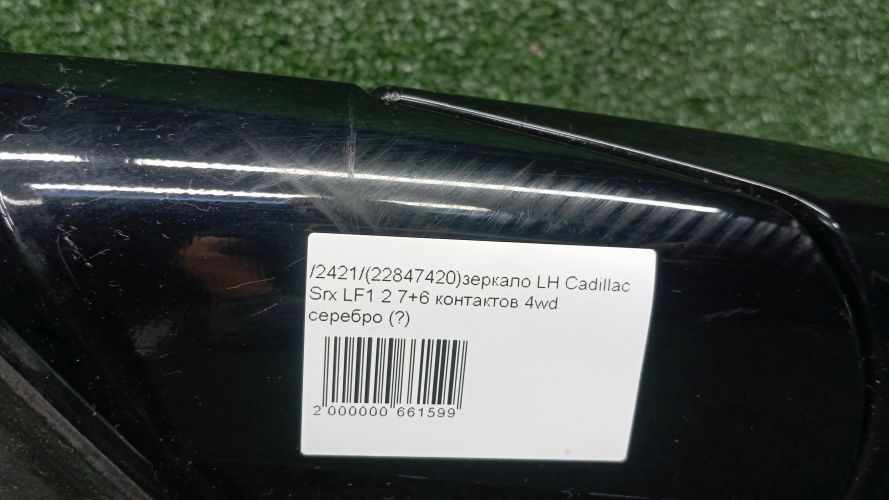 /2421/(22847420)зеркало LH Cadillac
Srx LF1 2 7+6 контактов 4wd
серебро (?)
2 000000 661599